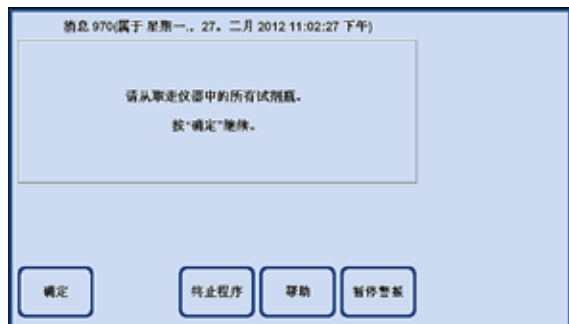 消息 970(属于 星期一., 27。二月 2012 11:02:27 下午)
请从取走仪器中的所有试剂瓶。
按“确定”继续。
确定 终止程序 帮助 暂停警报